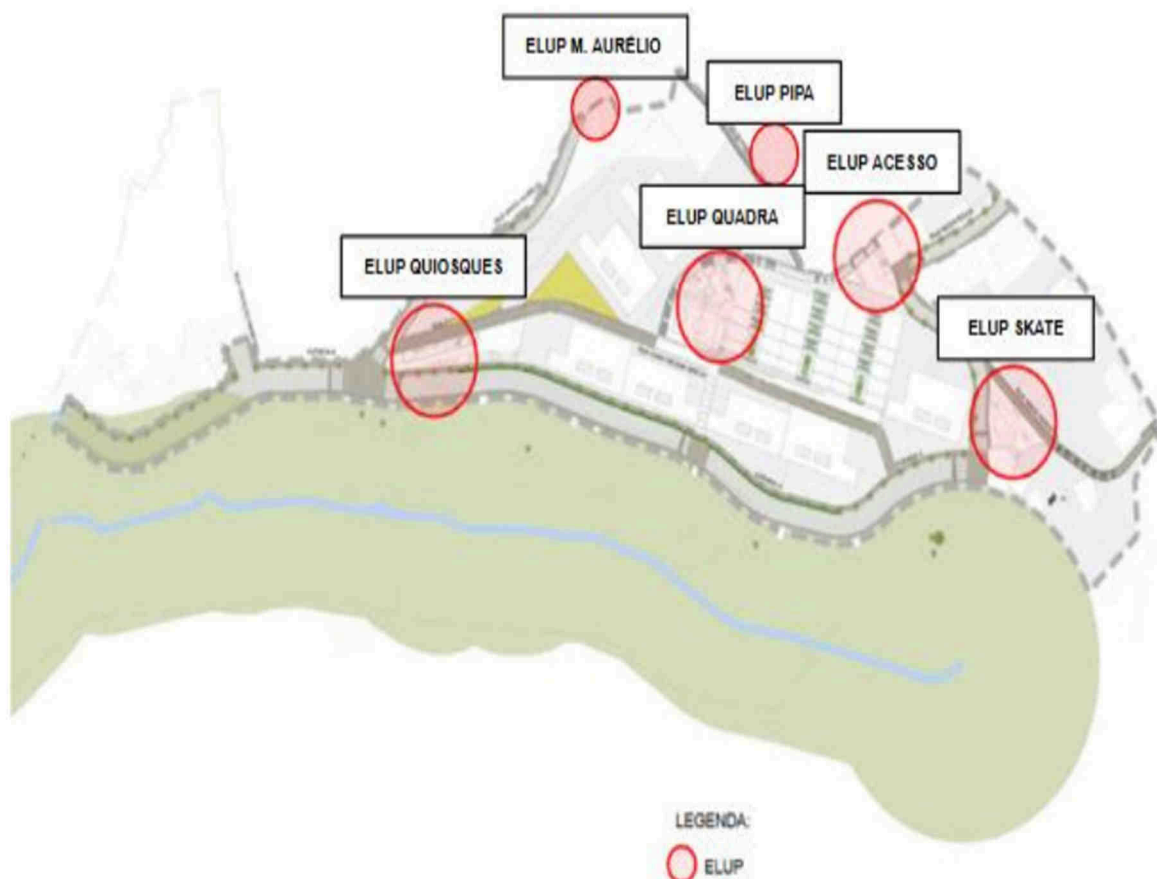 ELUP M. AURÉLIO
ELUP PIPA
ELUP ACESSO
ELUP QUADRA
ELUP QUIOSQUES
ELUP SKATE
LEGENDA:
ELUP